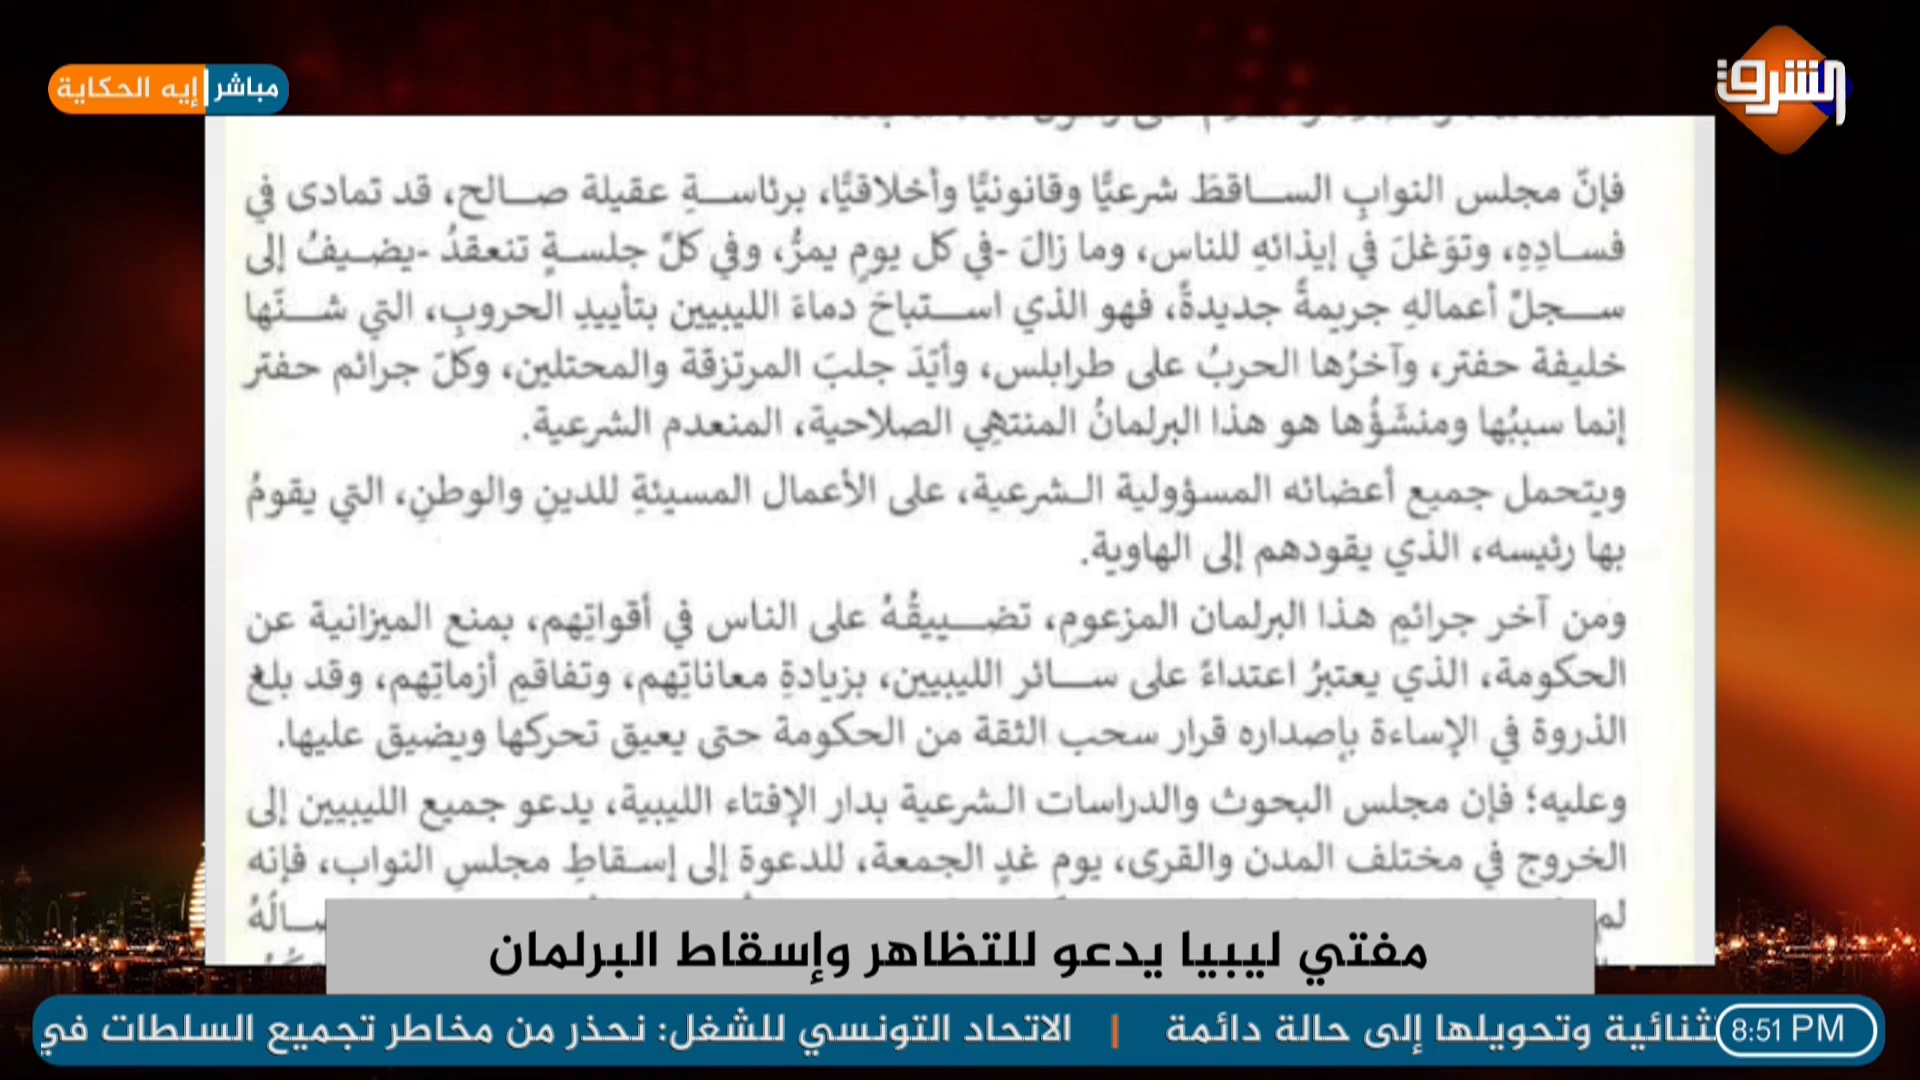 مباشر إيه الحكاية
الشرق
فإنّ مجلس النوابِ الساقطَ شرعيًّا وقانونيًّا وأخلاقيًّا، برئاسةِ عقيلة صالح، قد تمادى في
فسادِهِ، وتوَغلَ في إيذائهِ للناس، وما زالَ -في كل يومٍ يمرُّ، وفي كلِّ جلسةٍ تنعقدُ -يضيفُ إلى
سجلِّ أعمالهِ جريمةً جديدةً، فهو الذي استباحَ دماءَ الليبيين بتأييدِ الحروبِ، التي شنّها
خليفة حفتر، وآخرُها الحربُ على طرابلس، وأيّدَ جلبَ المرتزقة والمحتلين، وكلّ جرائم حفتر
إنما سببُها ومنشَؤُها هو هذا البرلمانُ المنتهِي الصلاحية، المنعدم الشرعية.
ويتحمل جميع أعضائه المسؤولية الشرعية، على الأعمال المسيئةِ للدينِ والوطنِ، التي يقومُ
بها رئيسه، الذي يقودهم إلى الهاوية.
ومن آخر جرائمِ هذا البرلمان المزعومِ، تضييقُهُ على الناس في أقواتِهم، بمنع الميزانية عن
الحكومة، الذي يعتبرُ اعتداءً على سائر الليبيين، بزيادةِ معاناتِهم، وتفاقمِ أزماتِهم، وقد بلغ
الذروة في الإساءة بإصداره قرار سحب الثقة من الحكومة حتى يعيق تحركها ويضيق عليها.
وعليه؛ فإن مجلس البحوث والدراسات الشرعية بدار الإفتاء الليبية، يدعو جميع الليبيين إلى
الخروج في مختلف المدن والقرى، يوم غدٍ الجمعة، للدعوة إلى إسقاطِ مجلسِ النواب، فإنه
لم
مفتي ليبيا يدعو للتظاهر وإسقاط البرلمان
8:51 PM وتحويلها إلى حالة دائمة | الاتحاد التونسي للشغل: نحذر من مخاطر تجميع السلطات في